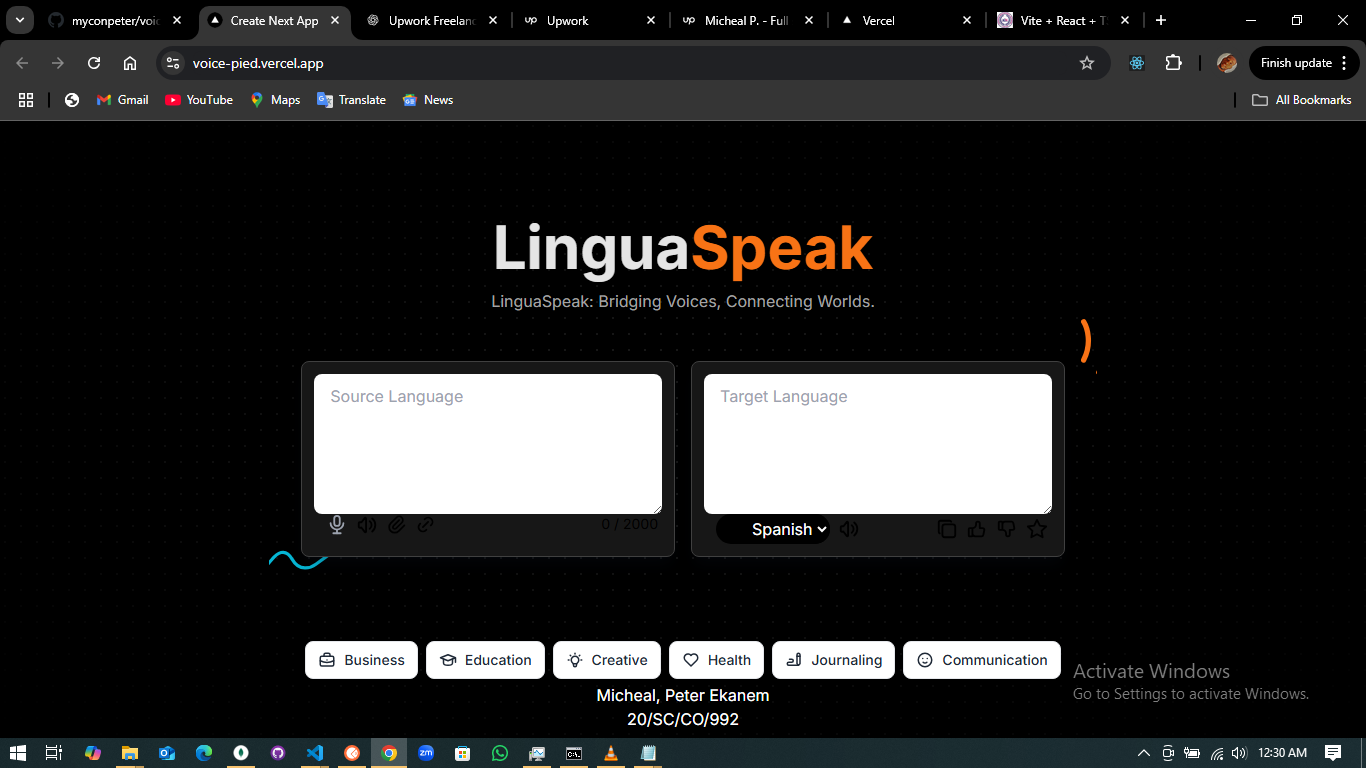 myconpeter/voic
Create Next App
Upwork Freelanc
Upwork
Micheal P. - Full
Vercel
Vite + React + T
voice-pied.vercel.app
Finish update
Gmail
YouTube
Maps
Translate
News
All Bookmarks
LinguaSpeak
LinguaSpeak: Bridging Voices, Connecting Worlds.
Source Language
Target Language
0 / 2000
Spanish
Business
Education
Creative
Health
Journaling
Communication
Micheal, Peter Ekanem
20/SC/CO/992
Activate Windows
Go to Settings to activate Windows.
12:30 AM